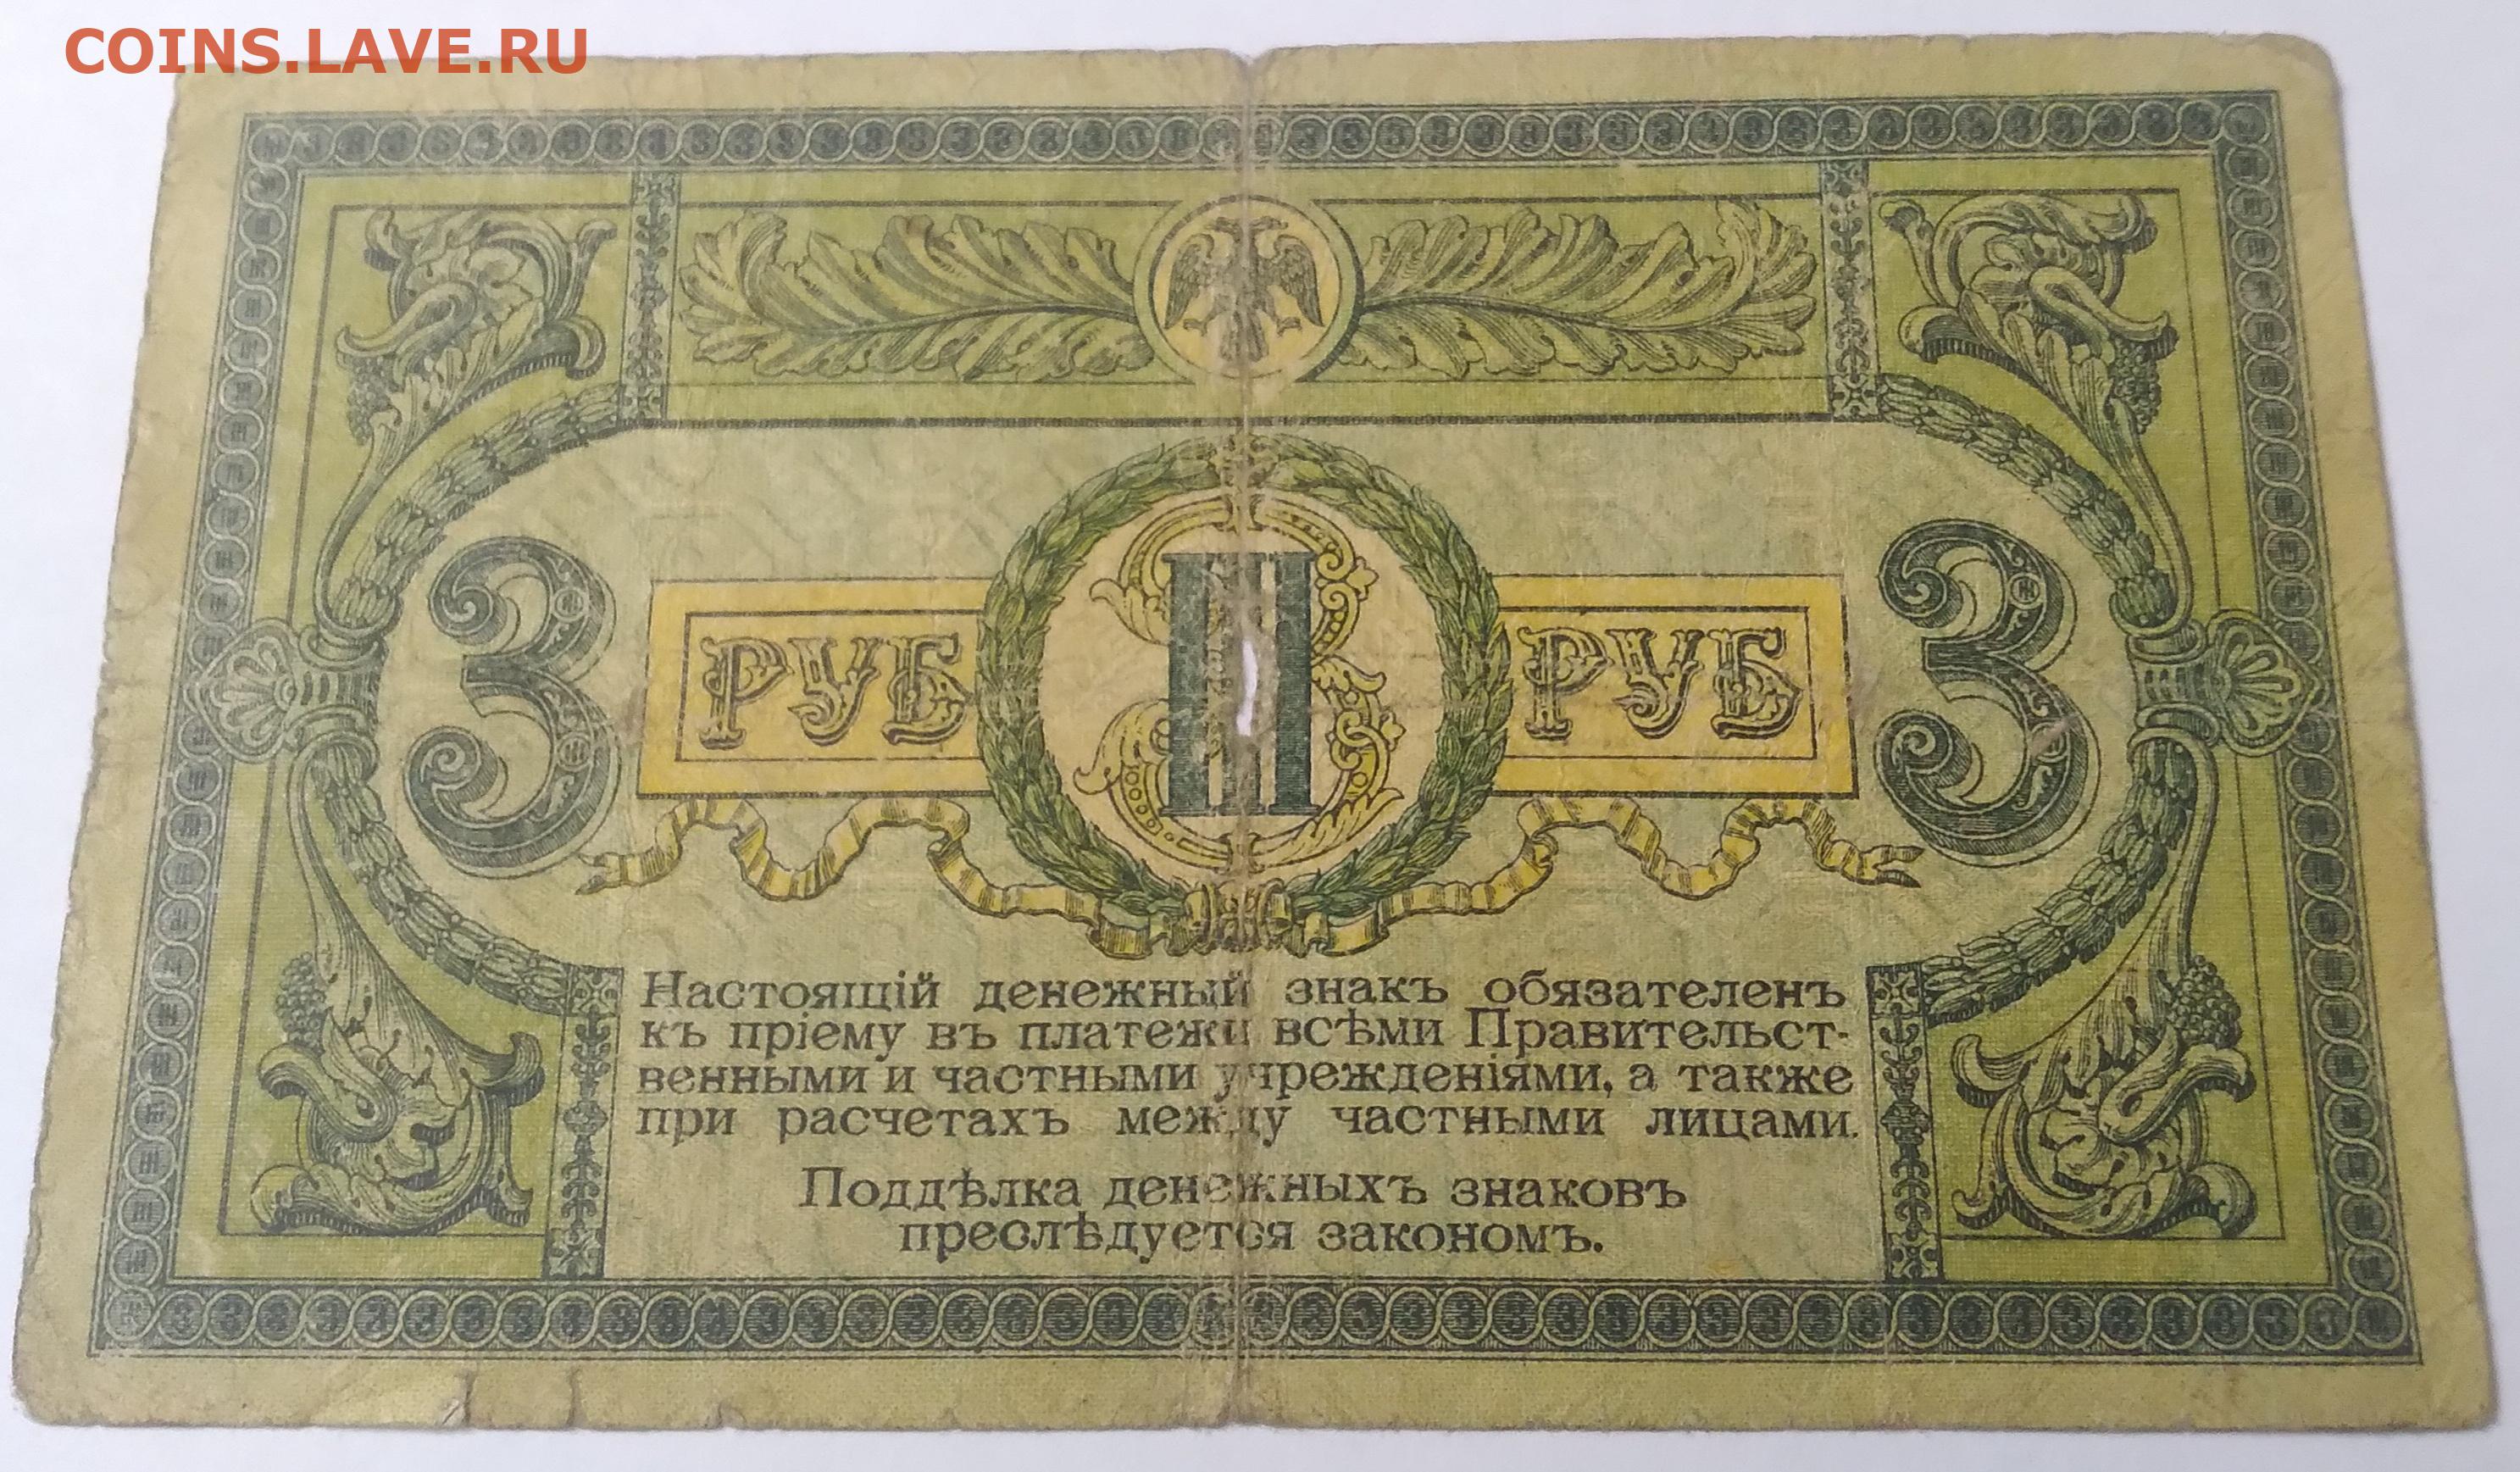 COINS.LAVE.RU
3 РУБ III 3 РУБ 3
Настоящій денежный знакъ обязателенъ
къ пріему въ платежи всѣми Правительст-
венными и частными учрежденіями, а также
при расчетахъ между частными лицами.
Поддѣлка денежныхъ знаковъ
преслѣдуется закономъ.